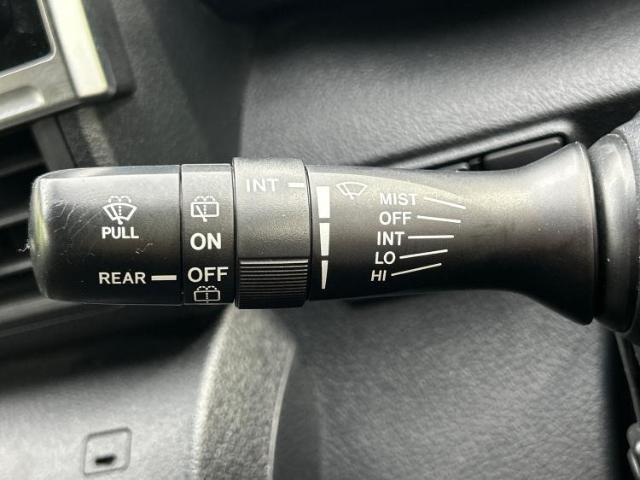 PULL
REAR
ON
OFF
INT
MIST
OFF
INT
LO
HI